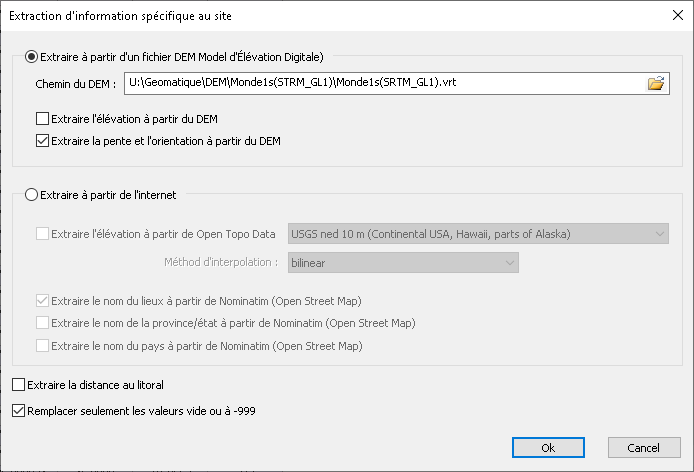 Extraction d'information spécifique au site
Extraire à partir d'un fichier DEM Model d'Élévation Digitale)
Chemin du DEM : U:\Geomatique\DEM\Monde1s(STRM_GL1)\Monde1s(SRTM_GL1).vrt
Extraire l'élévation à partir du DEM
Extraire la pente et l'orientation à partir du DEM
Extraire à partir de l'internet
Extraire l'élévation à partir de Open Topo Data USGS ned 10 m (Continental USA, Hawaii, parts of Alaska)
Méthod d'interpolation : bilinear
Extraire le nom du lieux à partir de Nominatim (Open Street Map)
Extraire le nom de la province/état à partir de Nominatim (Open Street Map)
Extraire le nom du pays à partir de Nominatim (Open Street Map)
Extraire la distance au litoral
Remplacer seulement les valeurs vide ou à -999
Ok Cancel